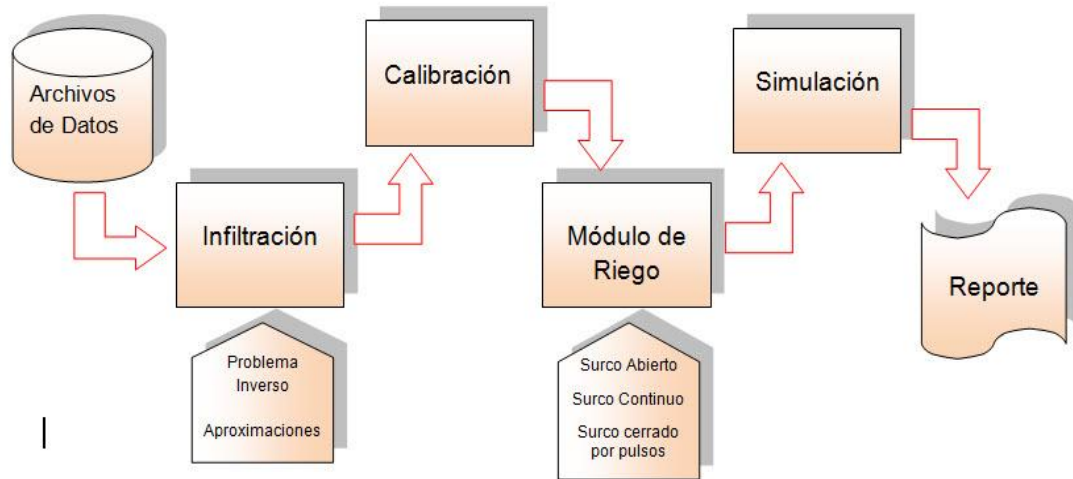 Archivos
de Datos
Infiltración
Problema
Inverso
Aproximaciones
Calibración
Módulo de
Riego
Surco Abierto
Surco Continuo
Surco cerrado
por pulsos
Simulación
Reporte